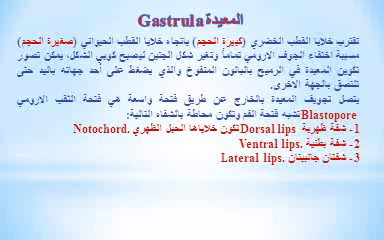 المعيدة Gastrula
تقترب خلايا القطب الخضري (كبيرة الحجم) باتجاه خلايا القطب الحيواني (صغيرة الحجم)
مسببة اختفاء الجوف الارومي تماماً وتغير شكل الجنين ليصبح كوبي الشكل، يمكن تصور
تكوين المعيدة في الرميح بالبالون المنفوخ والذي يضغط على أحد جهاته باليد حتى
تلتصق بالجهة الاخرى.
يتصل تجويف المعيدة بالخارج عن طريق فتحة واسعة هي فتحة الثقب الارومي
Blastopore تشبه فتحة الفم وتكون محاطة بالشفاه التالية:
1- شفة ظهرية Dorsal lips تكون خلاياها الحبل الظهري Notochord.
2- شفة بطنية Ventral lips.
3- شفتان جانبيتان Lateral lips.